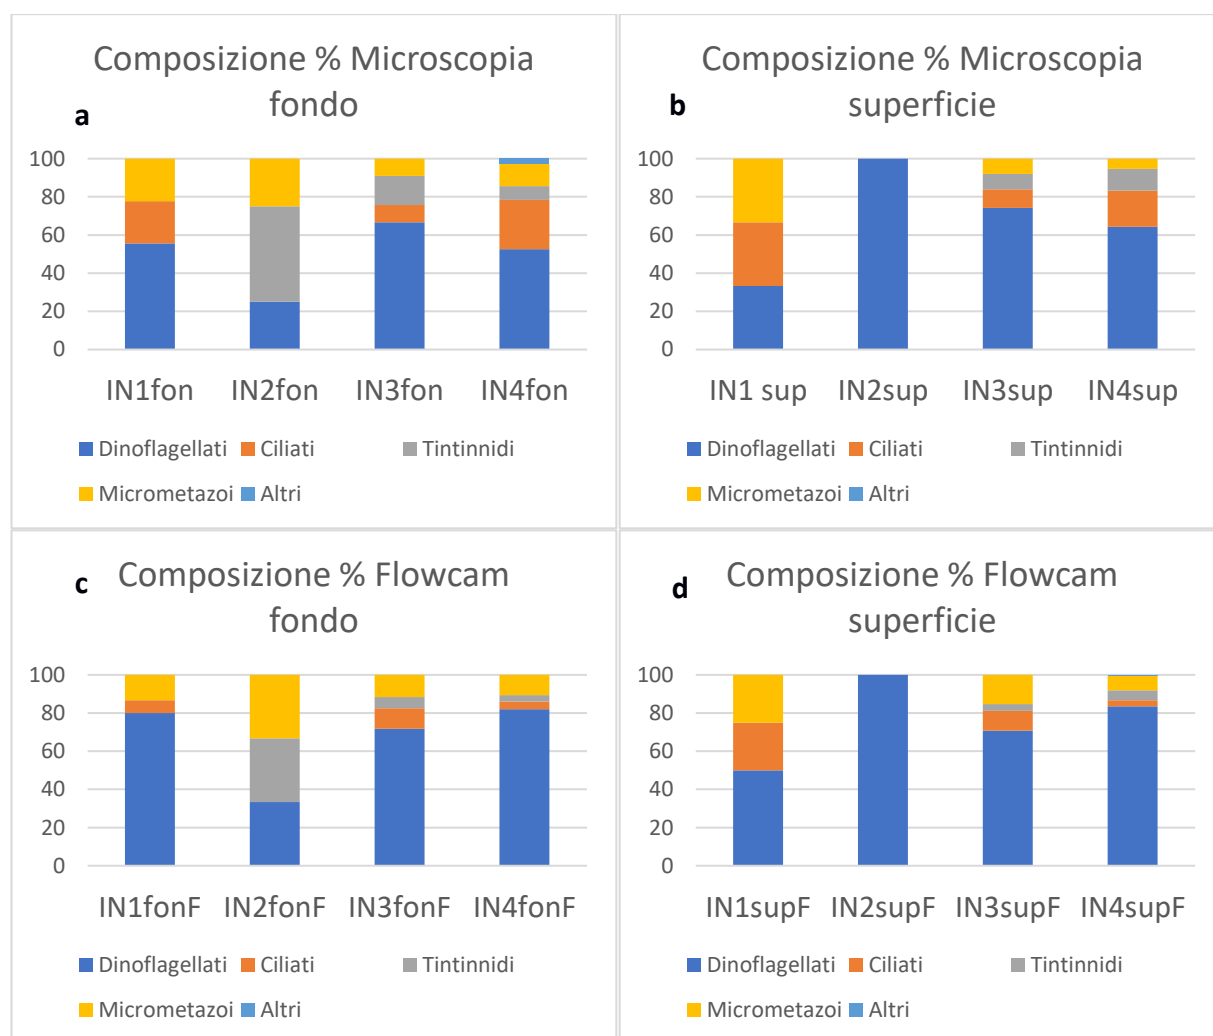 Composizione % Microscopia
fondo
a
100
80
60
40
20
0
IN1fon IN2fon IN3fon IN4fon
Dinoflagellati Ciliati Tintinnidi
Micrometazoi Altri
Composizione % Microscopia
superficie
b
100
80
60
40
20
0
IN1 sup IN2sup IN3sup IN4sup
Dinoflagellati Ciliati Tintinnidi
Micrometazoi Altri
c Composizione % Flowcam
fondo
100
80
60
40
20
0
IN1fonF IN2fonF IN3fonF IN4fonF
Dinoflagellati Ciliati Tintinnidi
Micrometazoi Altri
d Composizione % Flowcam
superficie
100
80
60
40
20
0
IN1supF IN2supF IN3supF IN4supF
Dinoflagellati Ciliati Tintinnidi
Micrometazoi Altri